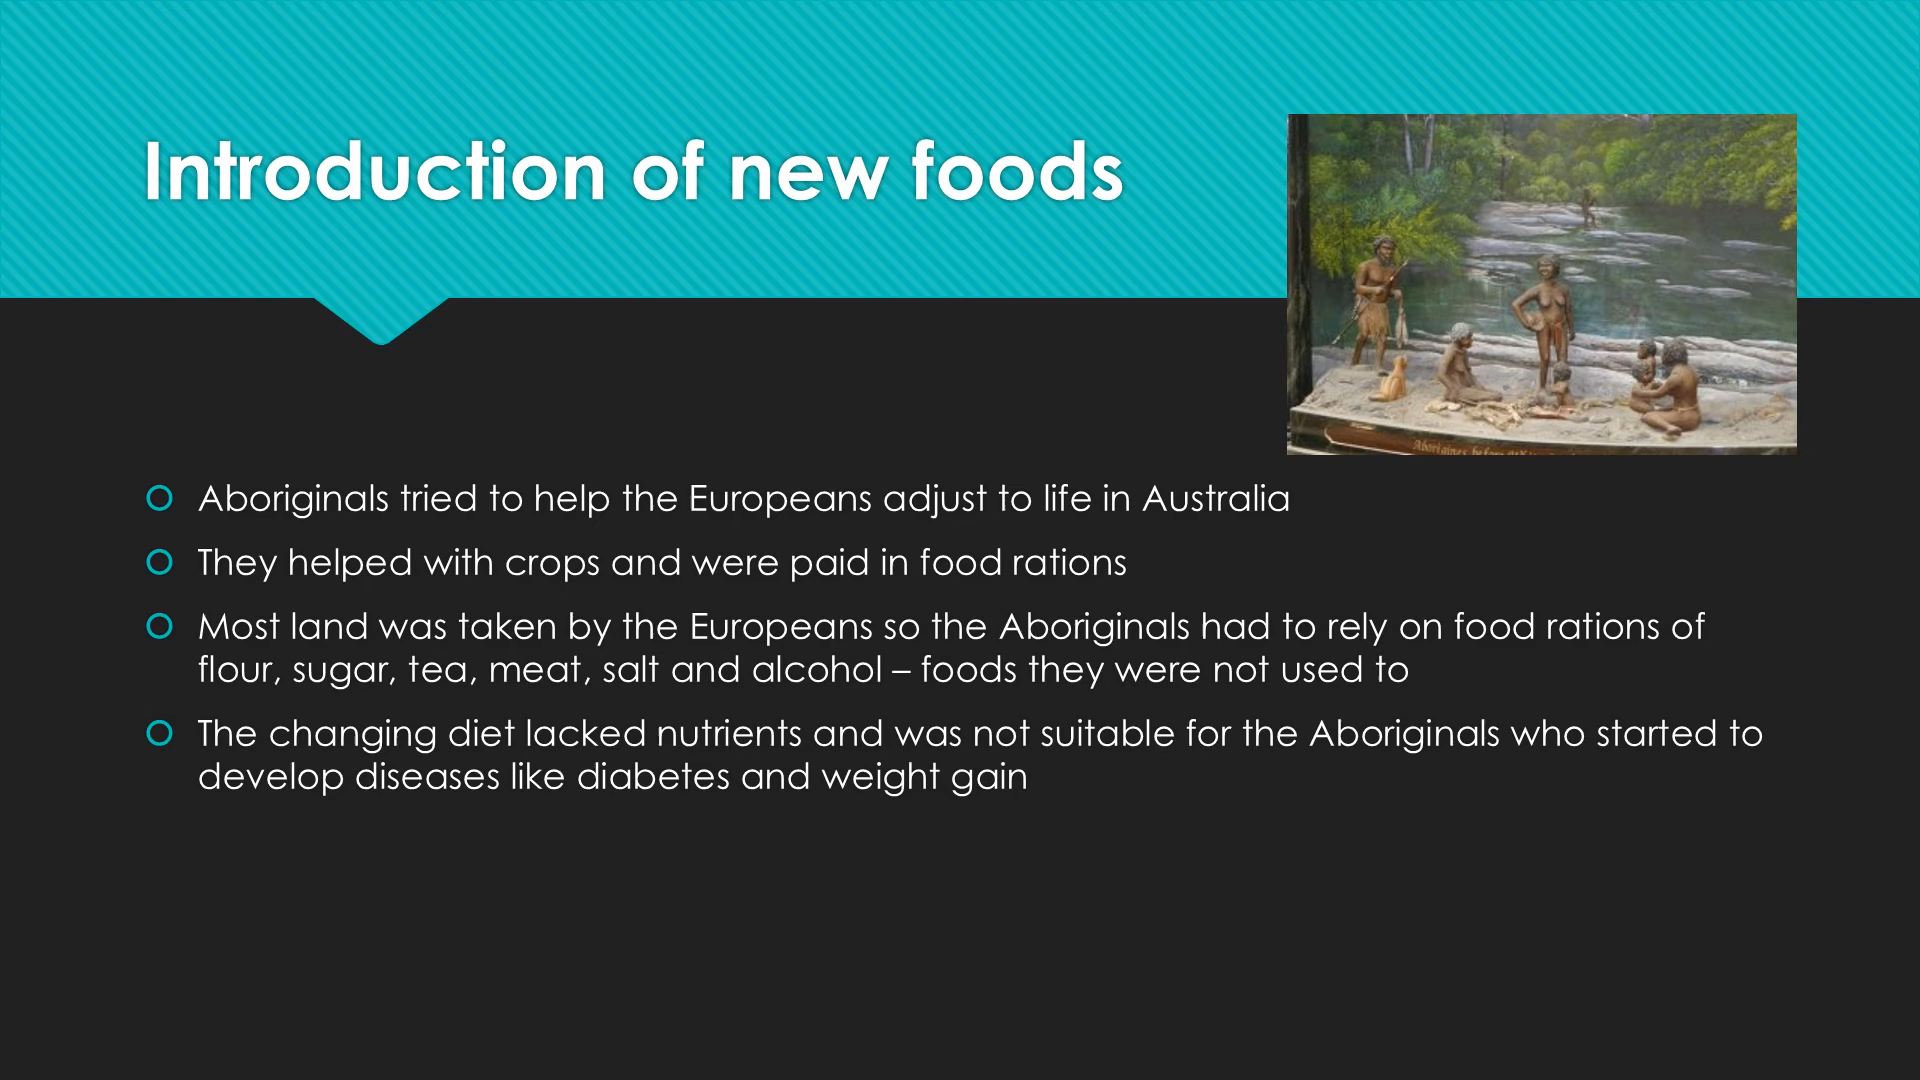 Introduction of new foods
Aborigines before
Aboriginals tried to help the Europeans adjust to life in Australia
They helped with crops and were paid in food rations
Most land was taken by the Europeans so the Aboriginals had to rely on food rations of
flour, sugar, tea, meat, salt and alcohol – foods they were not used to
The changing diet lacked nutrients and was not suitable for the Aboriginals who started to
develop diseases like diabetes and weight gain